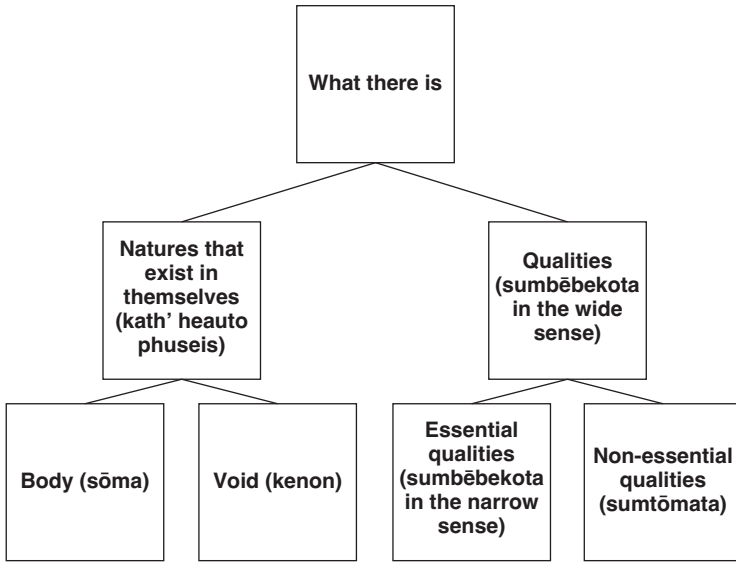 What there is
Natures that
exist in
themselves
(kath' heauto
phuseis)
Qualities
(sumbēbekota
in the wide
sense)
Body (sōma)
Void (kenon)
Essential
qualities
(sumbēbekota
in the narrow
sense)
Non-essential
qualities
(sumtōmata)